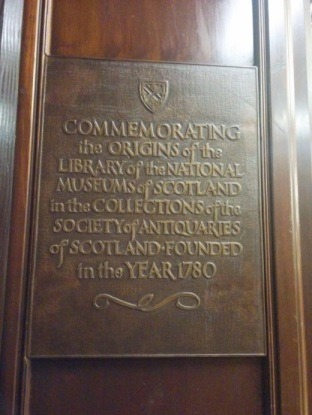 COMMEMORATING
the ORIGINS of the
LIBRARY of the NATIONAL
MUSEUMS of SCOTLAND
in the COLLECTIONS of the
SOCIETY of ANTIQUARIES
of SCOTLAND·FOUNDED
in the YEAR 1780